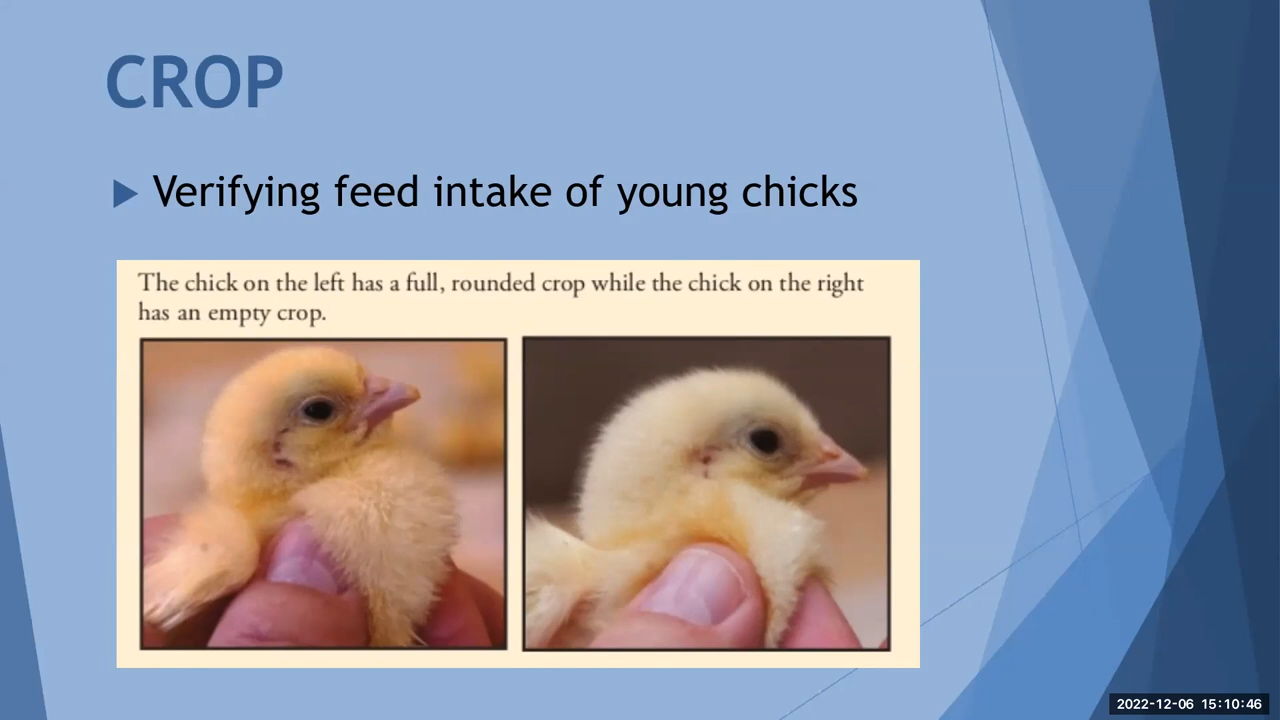 CROP
Verifying feed intake of young chicks
The chick on the left has a full, rounded crop while the chick on the right
has an empty crop.
2022-12-06 15:10:46